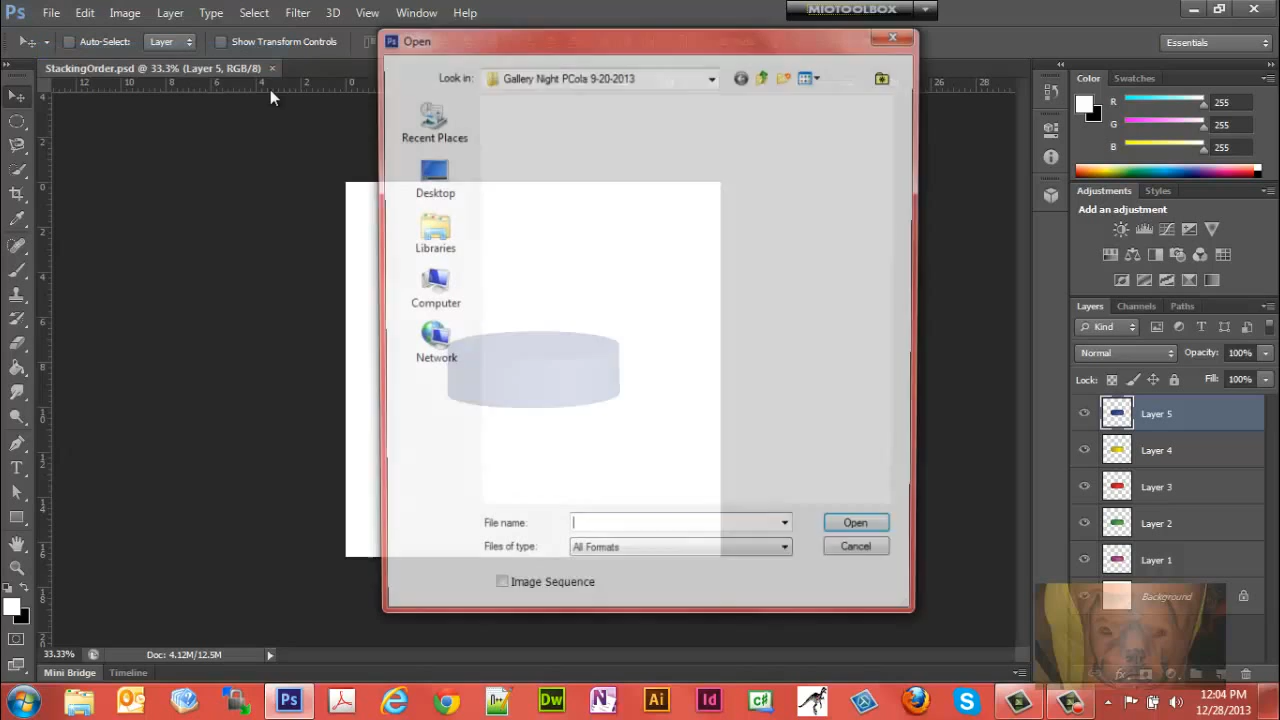 Ps File Edit Image Layer Type Select Filter 3D View Window Help
MIOTOOLBOX
Auto-Select: Layer Show Transform Controls
Essentials
StackingOrder.psd @ 33.3% (Layer 5, RGB/8) ×
Open
Look in: Gallery Night PCola 9-20-2013
Recent Places
Desktop
Libraries
Computer
Network
File name:
Open
Files of type: All Formats
Cancel
Image Sequence
Color Swatches
R 255
G 255
B 255
Adjustments Styles
Add an adjustment
Layers Channels Paths
Kind
Normal Opacity: 100%
Lock: Fill: 100%
Layer 5
Layer 4
Layer 3
Layer 2
Layer 1
Background
33.33% Doc: 4.12M/12.5M
Mini Bridge Timeline
12:04 PM
12/28/2013